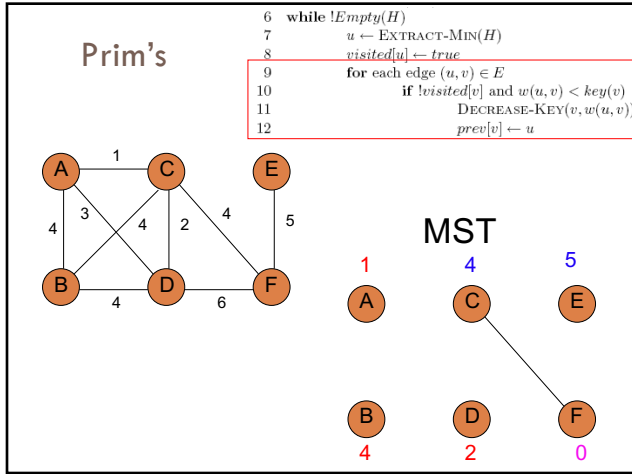 Prim's
6 while !Empty(H)
7 u ← EXTRACT-MIN(H)
8 visited[u] ← true
9 for each edge (u, v) ∈ E
10 if !visited[v] and w(u, v) < key(v)
11 DECREASE-KEY(v, w(u, v))
12 prev[v] ← u
1
A C E
3
4 4 2 4 5
B D F
4 6
MST
1 4 5
A C E
B D F
4 2 0